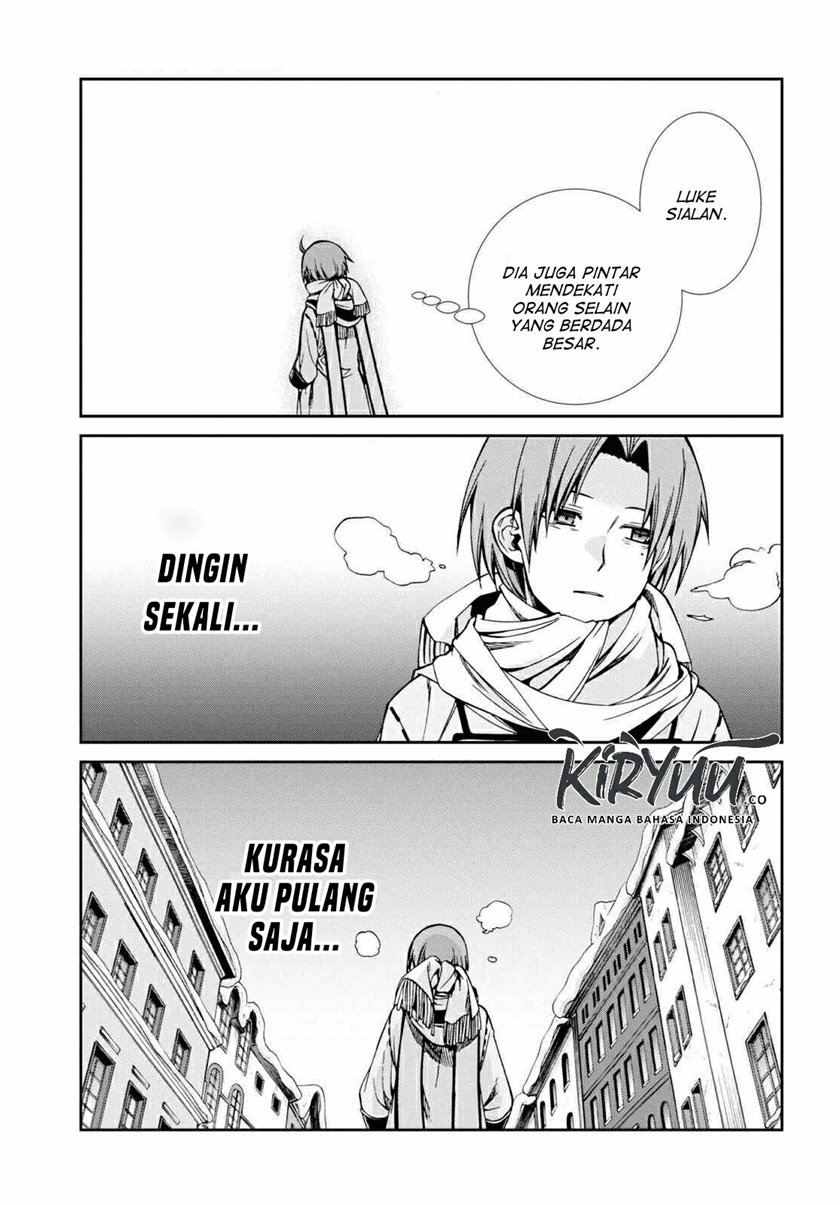 LUKE
SIALAN.
DIA JUGA PINTAR
MENDEKATI
ORANG SELAIN
YANG BERDADA
BESAR.
DINGIN
SEKALI...
KIRYUU.CO
BACA MANGA BAHASA INDONESIA
KURASA
AKU PULANG
SAJA...